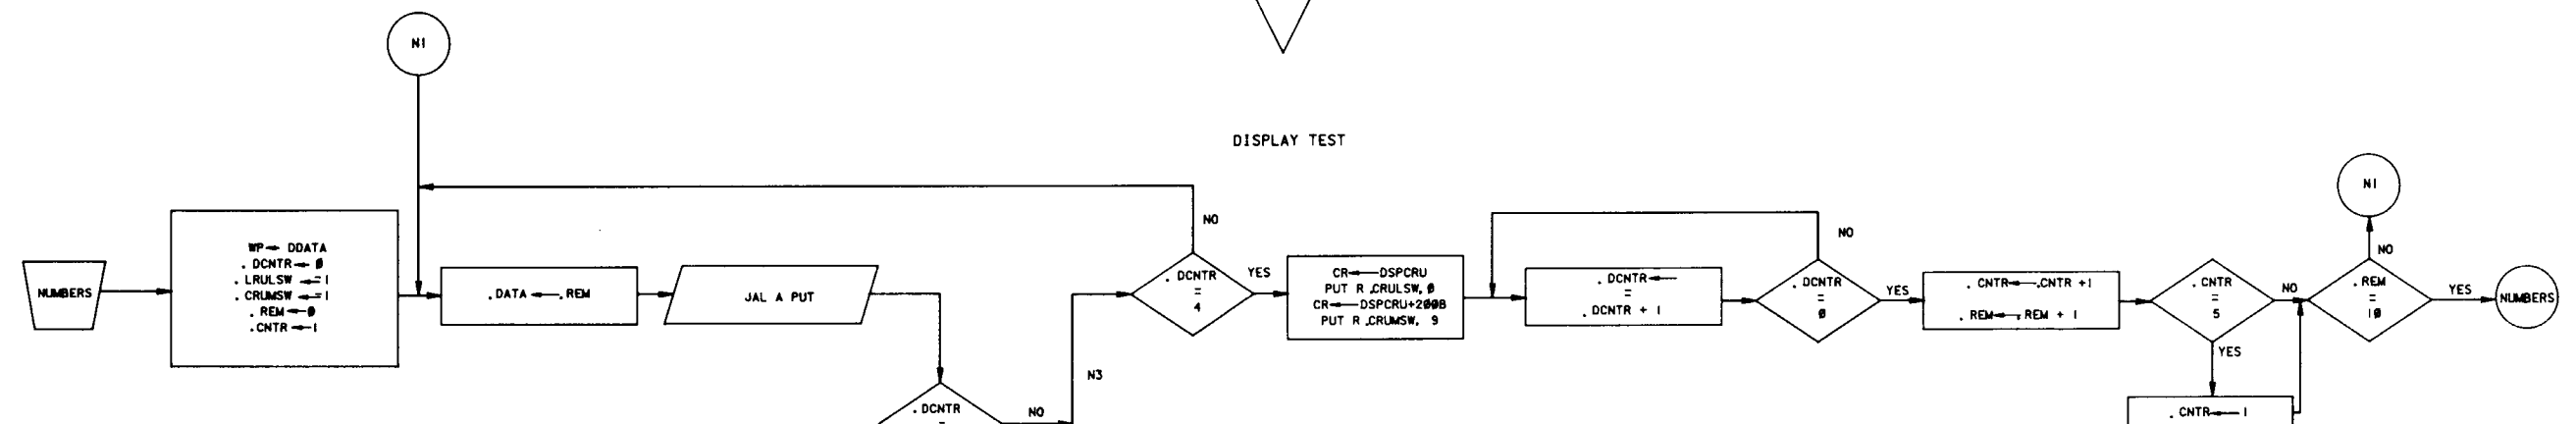 N1
DISPLAY TEST
NUMBERS
WP← DDATA
. DCNTR← 0
. LRULSW ←=1
. CRUMSW ←=1
. REM←0
.CNTR←1
.DATA←.REM
JAL A PUT
. DCNTR
=
NO
N3
NO
. DCNTR
=
4
YES
CR←DSPCRU
PUT R .CRULSW, 0
CR←DSPCRU+200B
PUT R .CRUMSW, 9
NO
. DCNTR←
=
. DCNTR + 1
. DCNTR
=
0
YES
. CNTR←.CNTR +1
. REM←.REM + 1
. CNTR
=
5
NO
YES
. CNTR←1
N1
NO
. REM
=
10
YES
NUMBERS